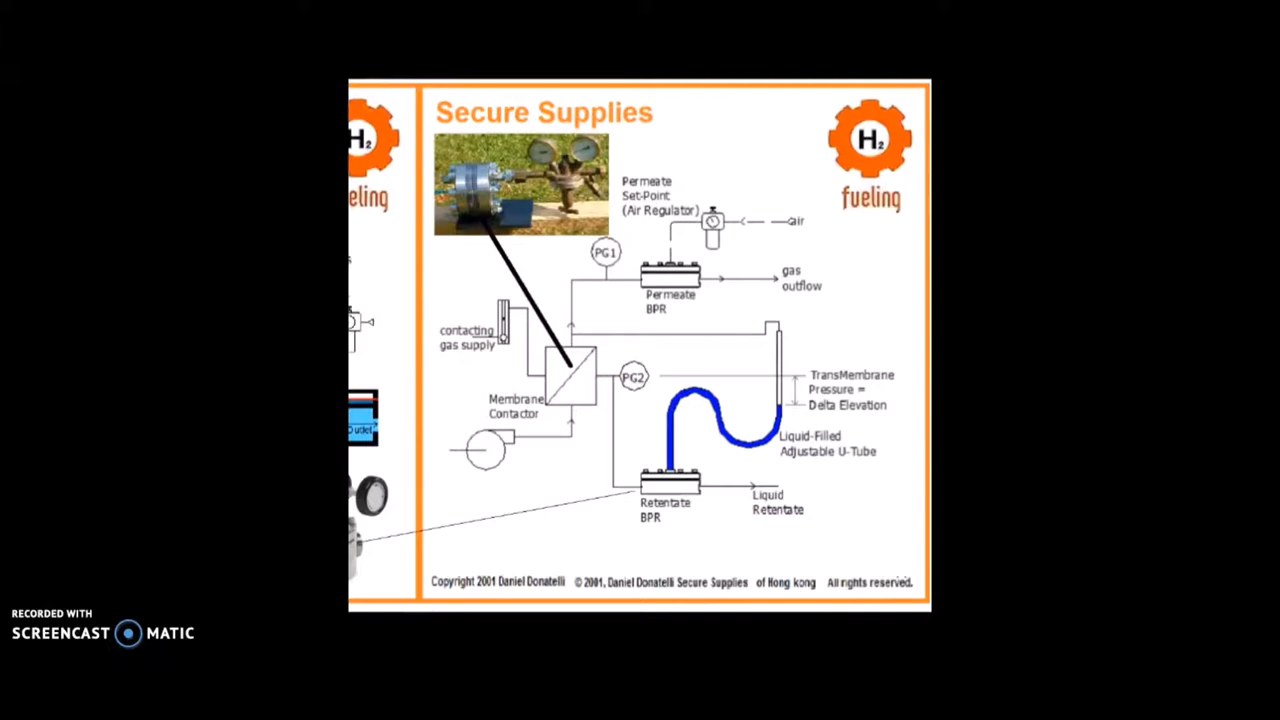 Secure Supplies
H2
eling
H2
fueling
Permeate
Set-Point
(Air Regulator)
air
PG1
gas
outflow
Permeate
BPR
contacting
gas supply
PG2
TransMembrane
Pressure =
Delta Elevation
Membrane
Contactor
Outlet
Liquid-Filled
Adjustable U-Tube
Retentate
BPR
Liquid
Retentate
Copyright 2001 Daniel Donatelli © 2001, Daniel Donatelli Secure Supplies of Hong kong All rights reserved.
RECORDED WITH
SCREENCAST MATIC